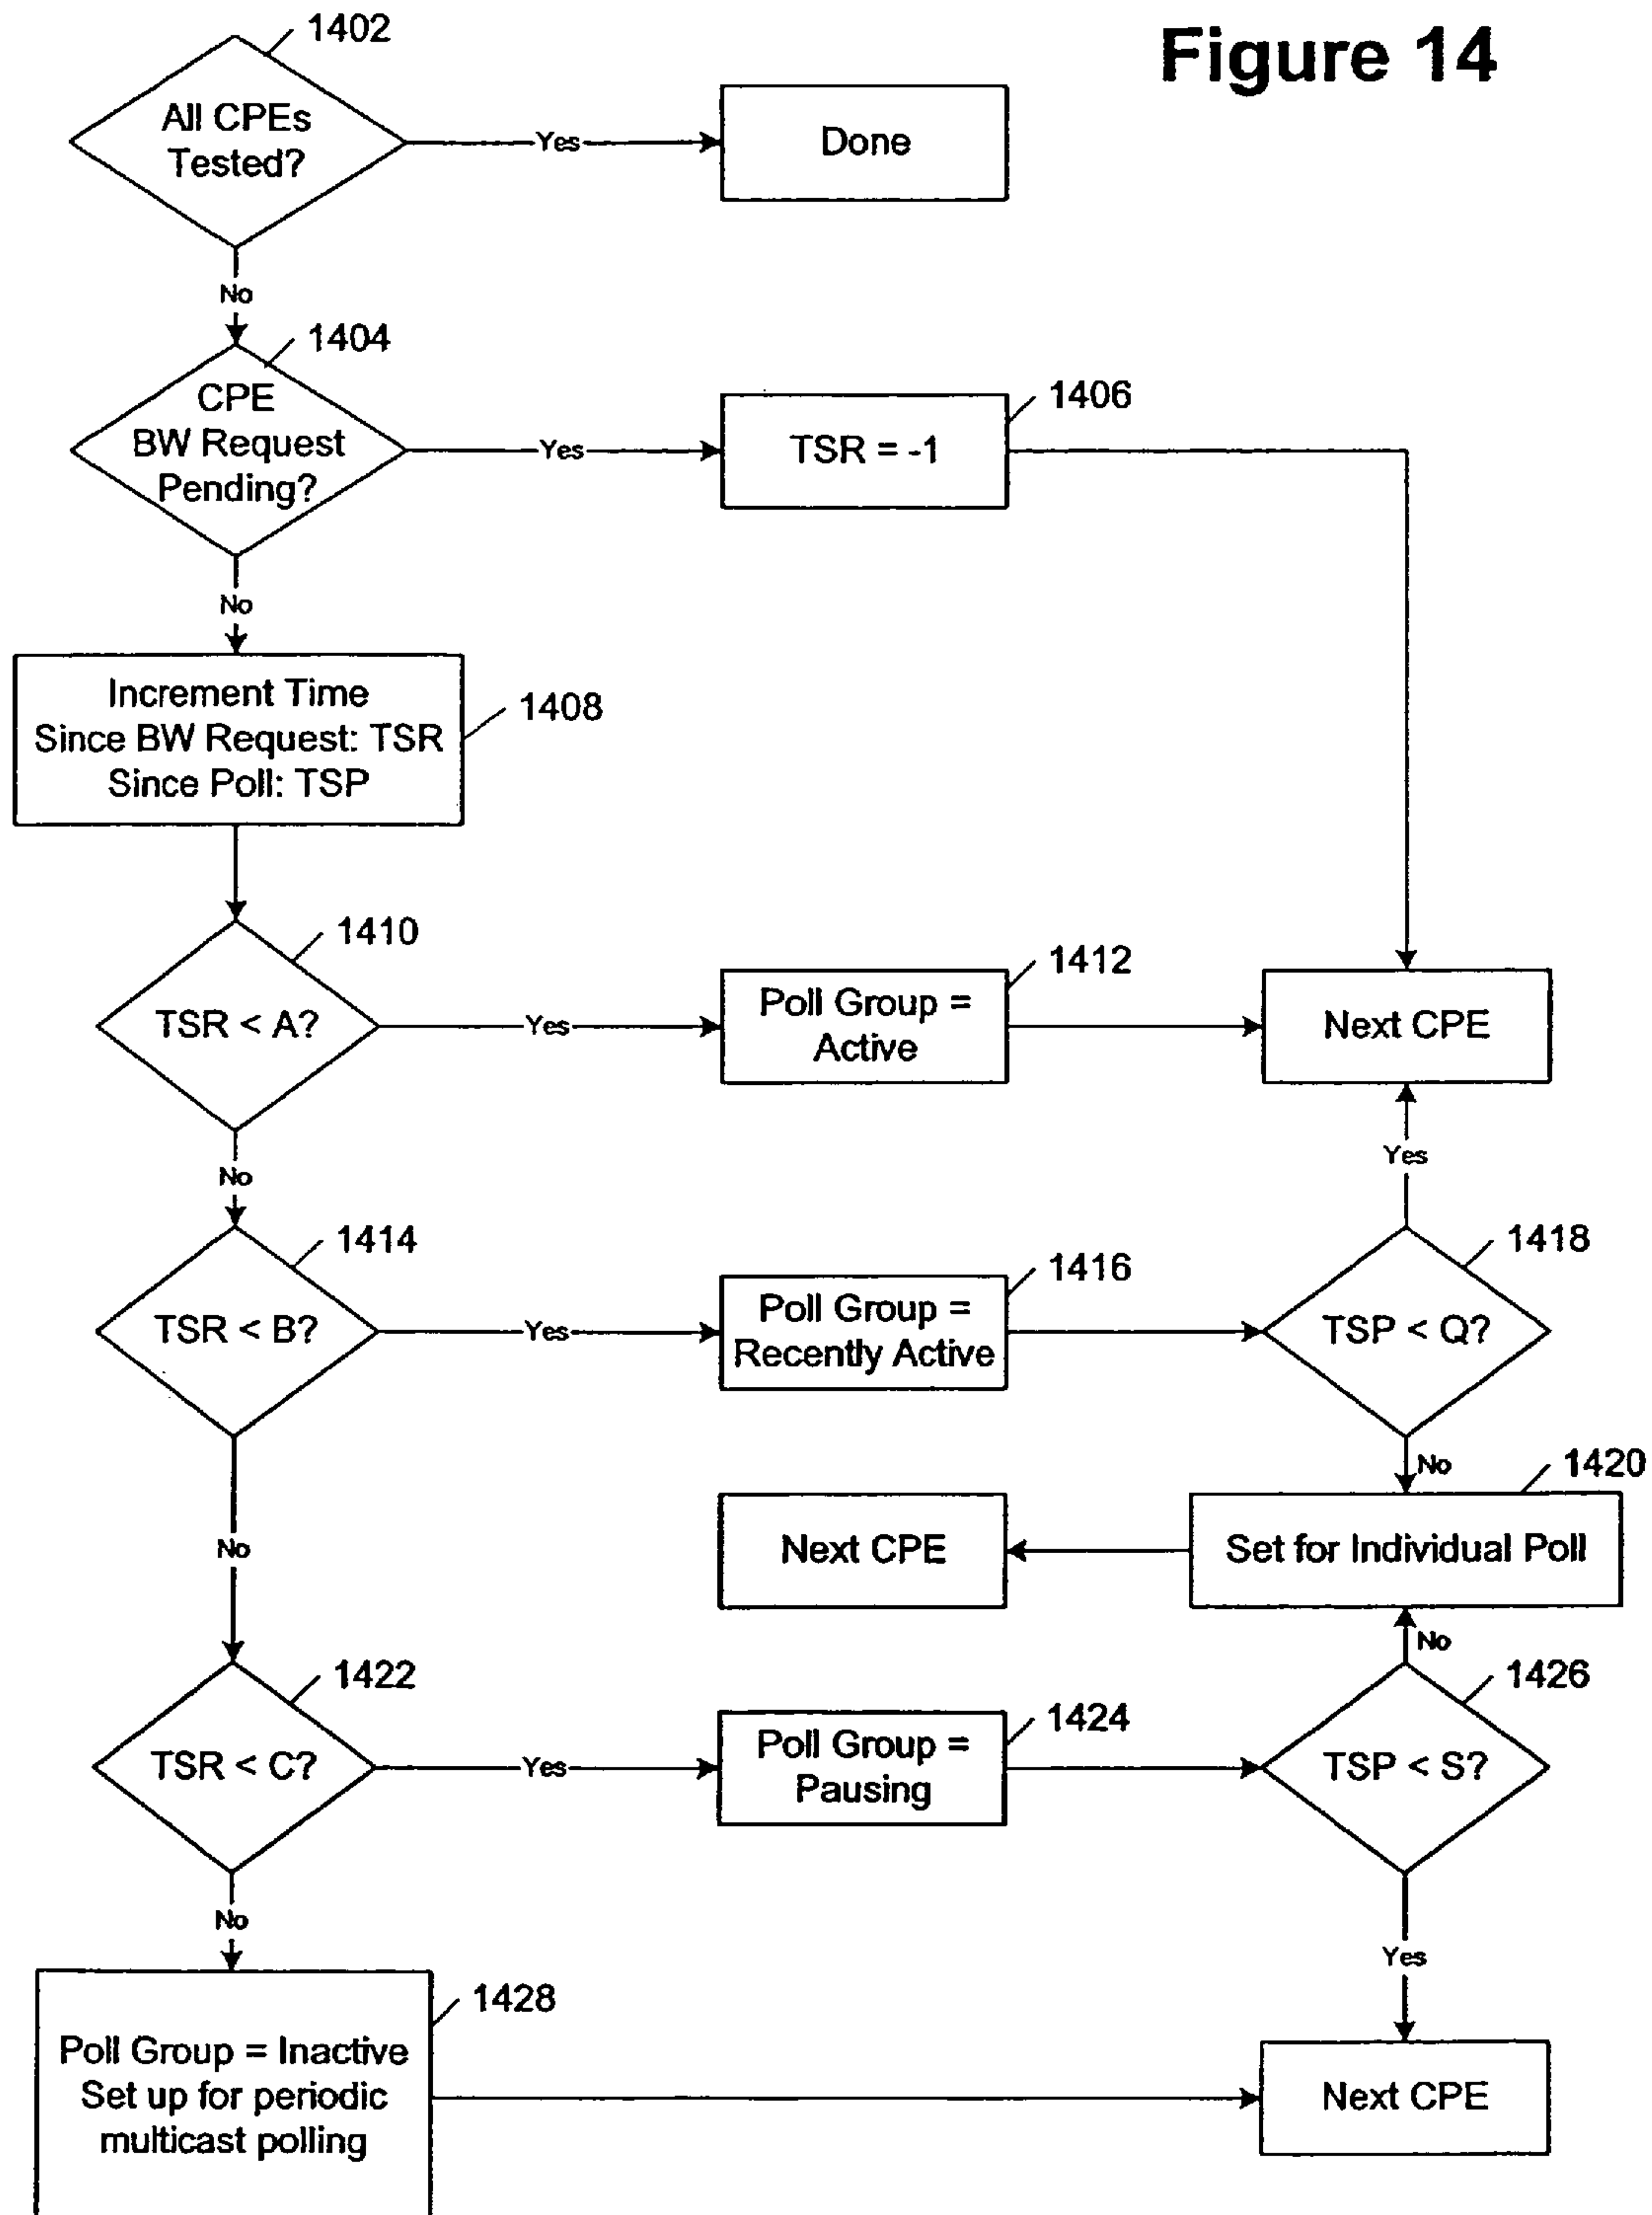 Figure 14
1402
All CPEs
Tested?
Yes
Done
No
1404
CPE
BW Request
Pending?
Yes
1406
TSR = -1
No
Increment Time
Since BW Request: TSR
Since Poll: TSP
1408
1410
TSR < A?
Yes
1412
Poll Group =
Active
Next CPE
No
Yes
1414
TSR < B?
Yes
1416
Poll Group =
Recently Active
1418
TSP < Q?
No
1420
Set for Individual Poll
Next CPE
No
No
1422
TSR < C?
Yes
1424
Poll Group =
Pausing
1426
TSP < S?
No
Yes
1428
Poll Group = Inactive
Set up for periodic
multicast polling
Next CPE